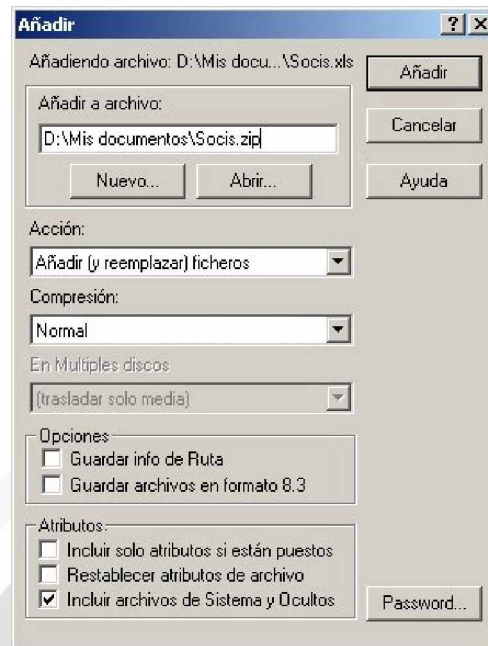 Añadir
Añadiendo archivo: D:\Mis docu...\Socis.xls
Añadir
Añadir a archivo:
D:\Mis documentos\Socis.zip
Cancelar
Nuevo...
Abrir...
Ayuda
Acción:
Añadir (y reemplazar) ficheros
Compresión:
Normal
En Multiples discos
(trasladar solo media)
Opciones
Guardar info de Ruta
Guardar archivos en formato 8.3
Atributos:
Incluir solo atributos si están puestos
Restablecer atributos de archivo
Incluir archivos de Sistema y Ocultos
Password...